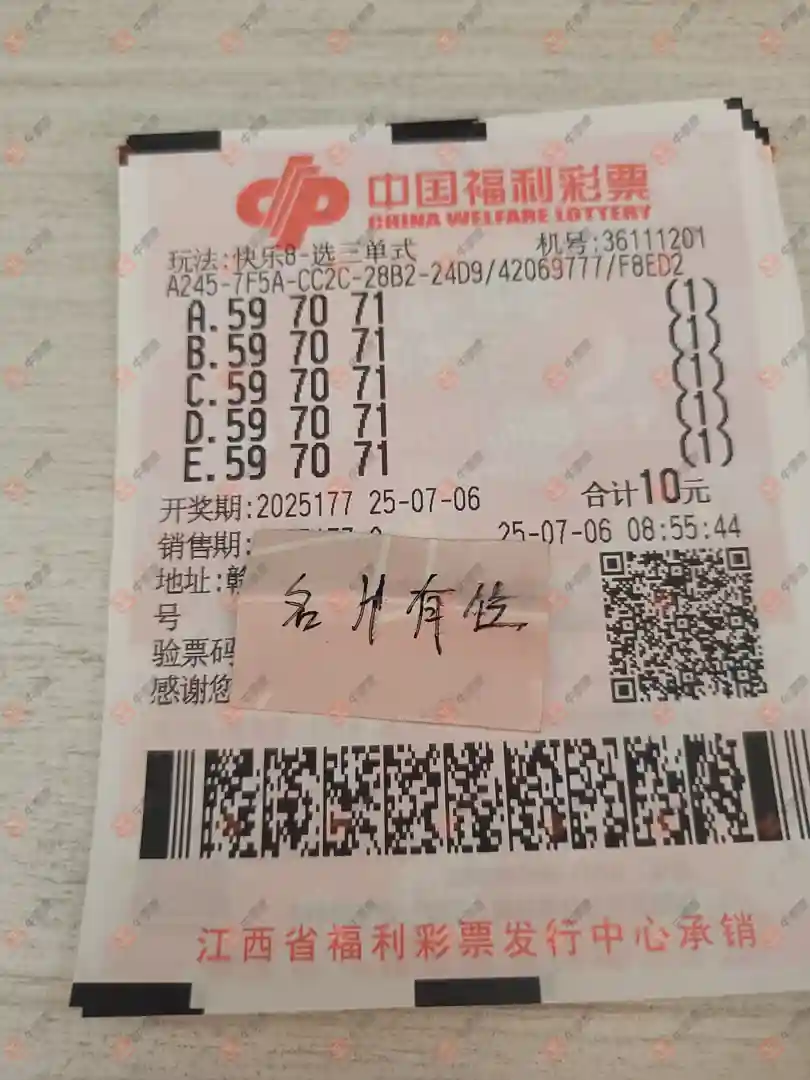 中国福利彩票
CHINA WELFARE LOTTERY
玩法:快乐8-选三单式 机号:36111201
A245-7F5A-CC2C-28B2-24D9/42069777/F8ED2
A.59 70 71 (1)
B.59 70 71 (1)
C.59 70 71 (1)
D.59 70 71 (1)
E.59 70 71 (1)
开奖期:2025177 25-07-06 合计10元
销售期: 25-07-06 08:55:44
地址:赣
号
验票码
感谢您
名片有位
江西省福利彩票发行中心承销